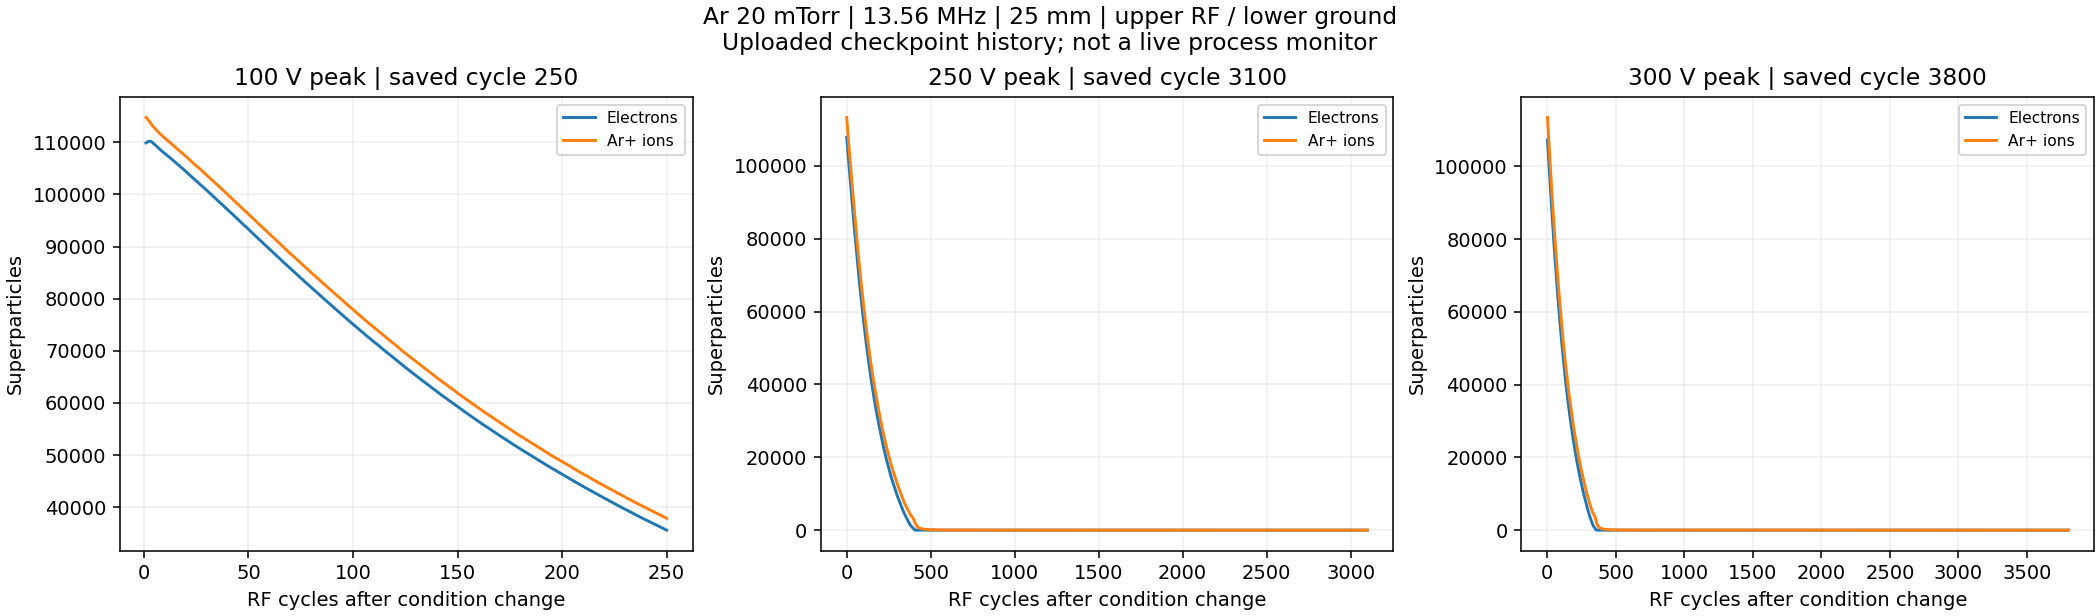 Ar 20 mTorr | 13.56 MHz | 25 mm | upper RF / lower ground
Uploaded checkpoint history; not a live process monitor
100 V peak | saved cycle 250
Superparticles
110000
100000
90000
80000
70000
60000
50000
40000
Electrons
Ar+ ions
0
50
100
150
200
250
RF cycles after condition change
250 V peak | saved cycle 3100
Superparticles
100000
80000
60000
40000
20000
0
Electrons
Ar+ ions
0
500
1000
1500
2000
2500
3000
RF cycles after condition change
300 V peak | saved cycle 3800
Superparticles
100000
80000
60000
40000
20000
0
Electrons
Ar+ ions
0
500
1000
1500
2000
2500
3000
3500
RF cycles after condition change